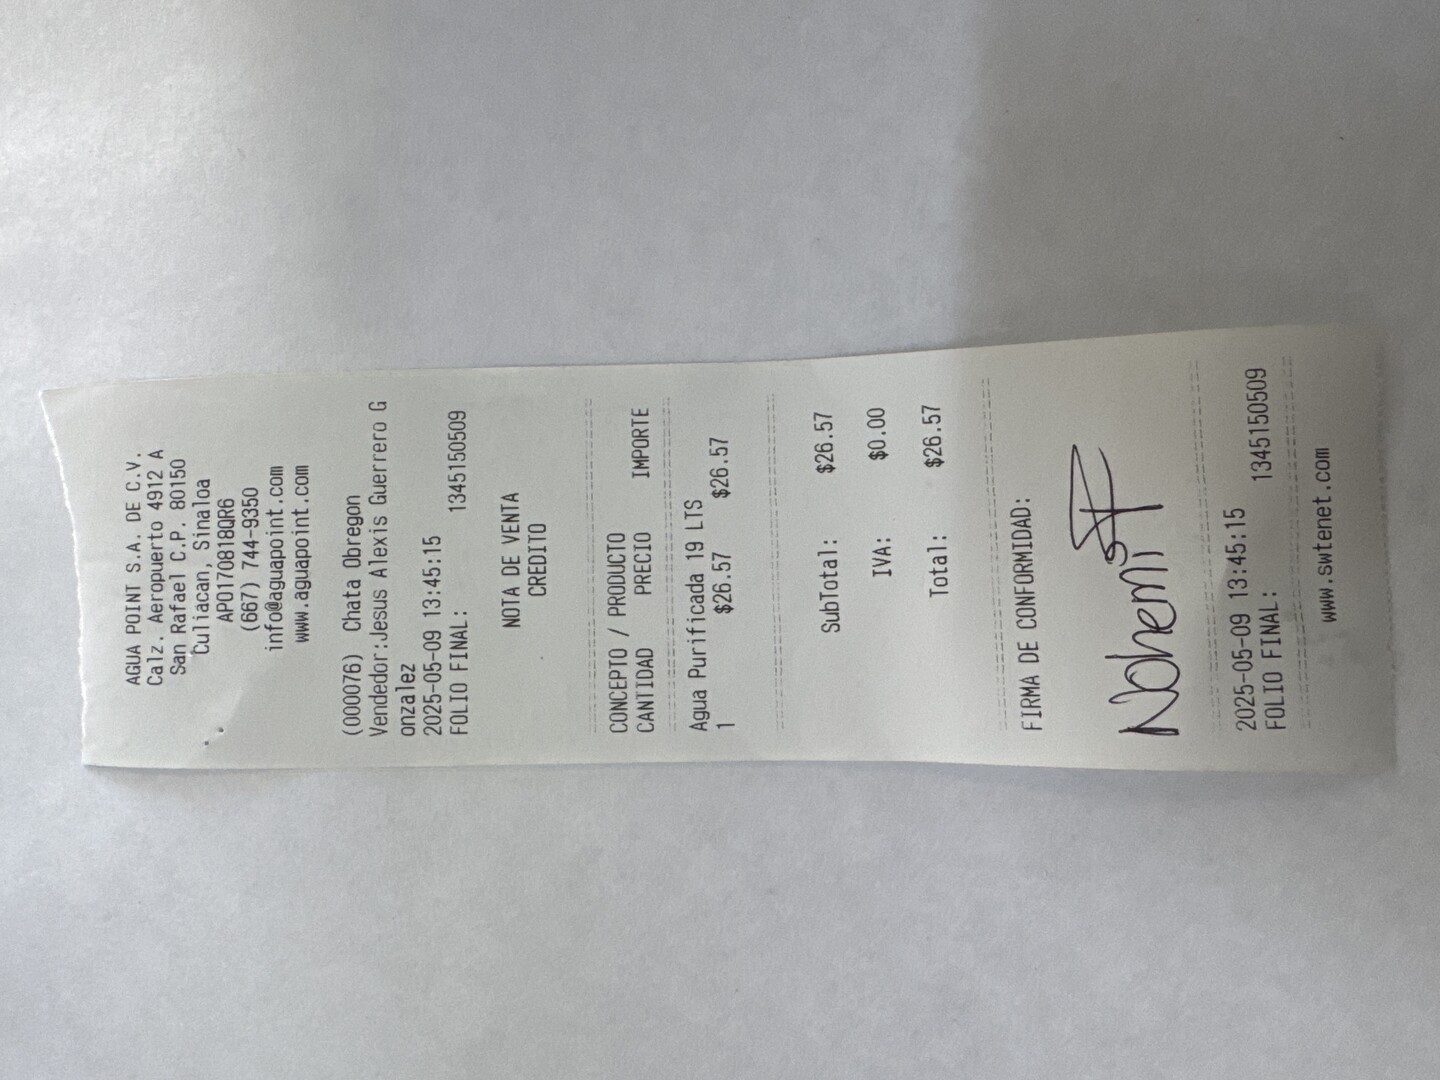 AGUA POINT S.A. DE C.V.
Calz. Aeropuerto 4912 A
San Rafael C.P. 80150
Culiacan, Sinaloa
APO170818QR6
(667) 744-9350
info@aguapoint.com
www.aguapoint.com
(000076) Chata Obregon
Vendedor:Jesus Alexis Guerrero G
onzalez
2025-05-09 13:45:15
FOLIO FINAL: 1345150509
NOTA DE VENTA
CREDITO
CONCEPTO / PRODUCTO
CANTIDAD PRECIO IMPORTE
Agua Purificada 19 LTS
1 $26.57 $26.57
SubTotal: $26.57
IVA: $0.00
Total: $26.57
FIRMA DE CONFORMIDAD:
Nohemi
2025-05-09 13:45:15
FOLIO FINAL: 1345150509
www.swtenet.com